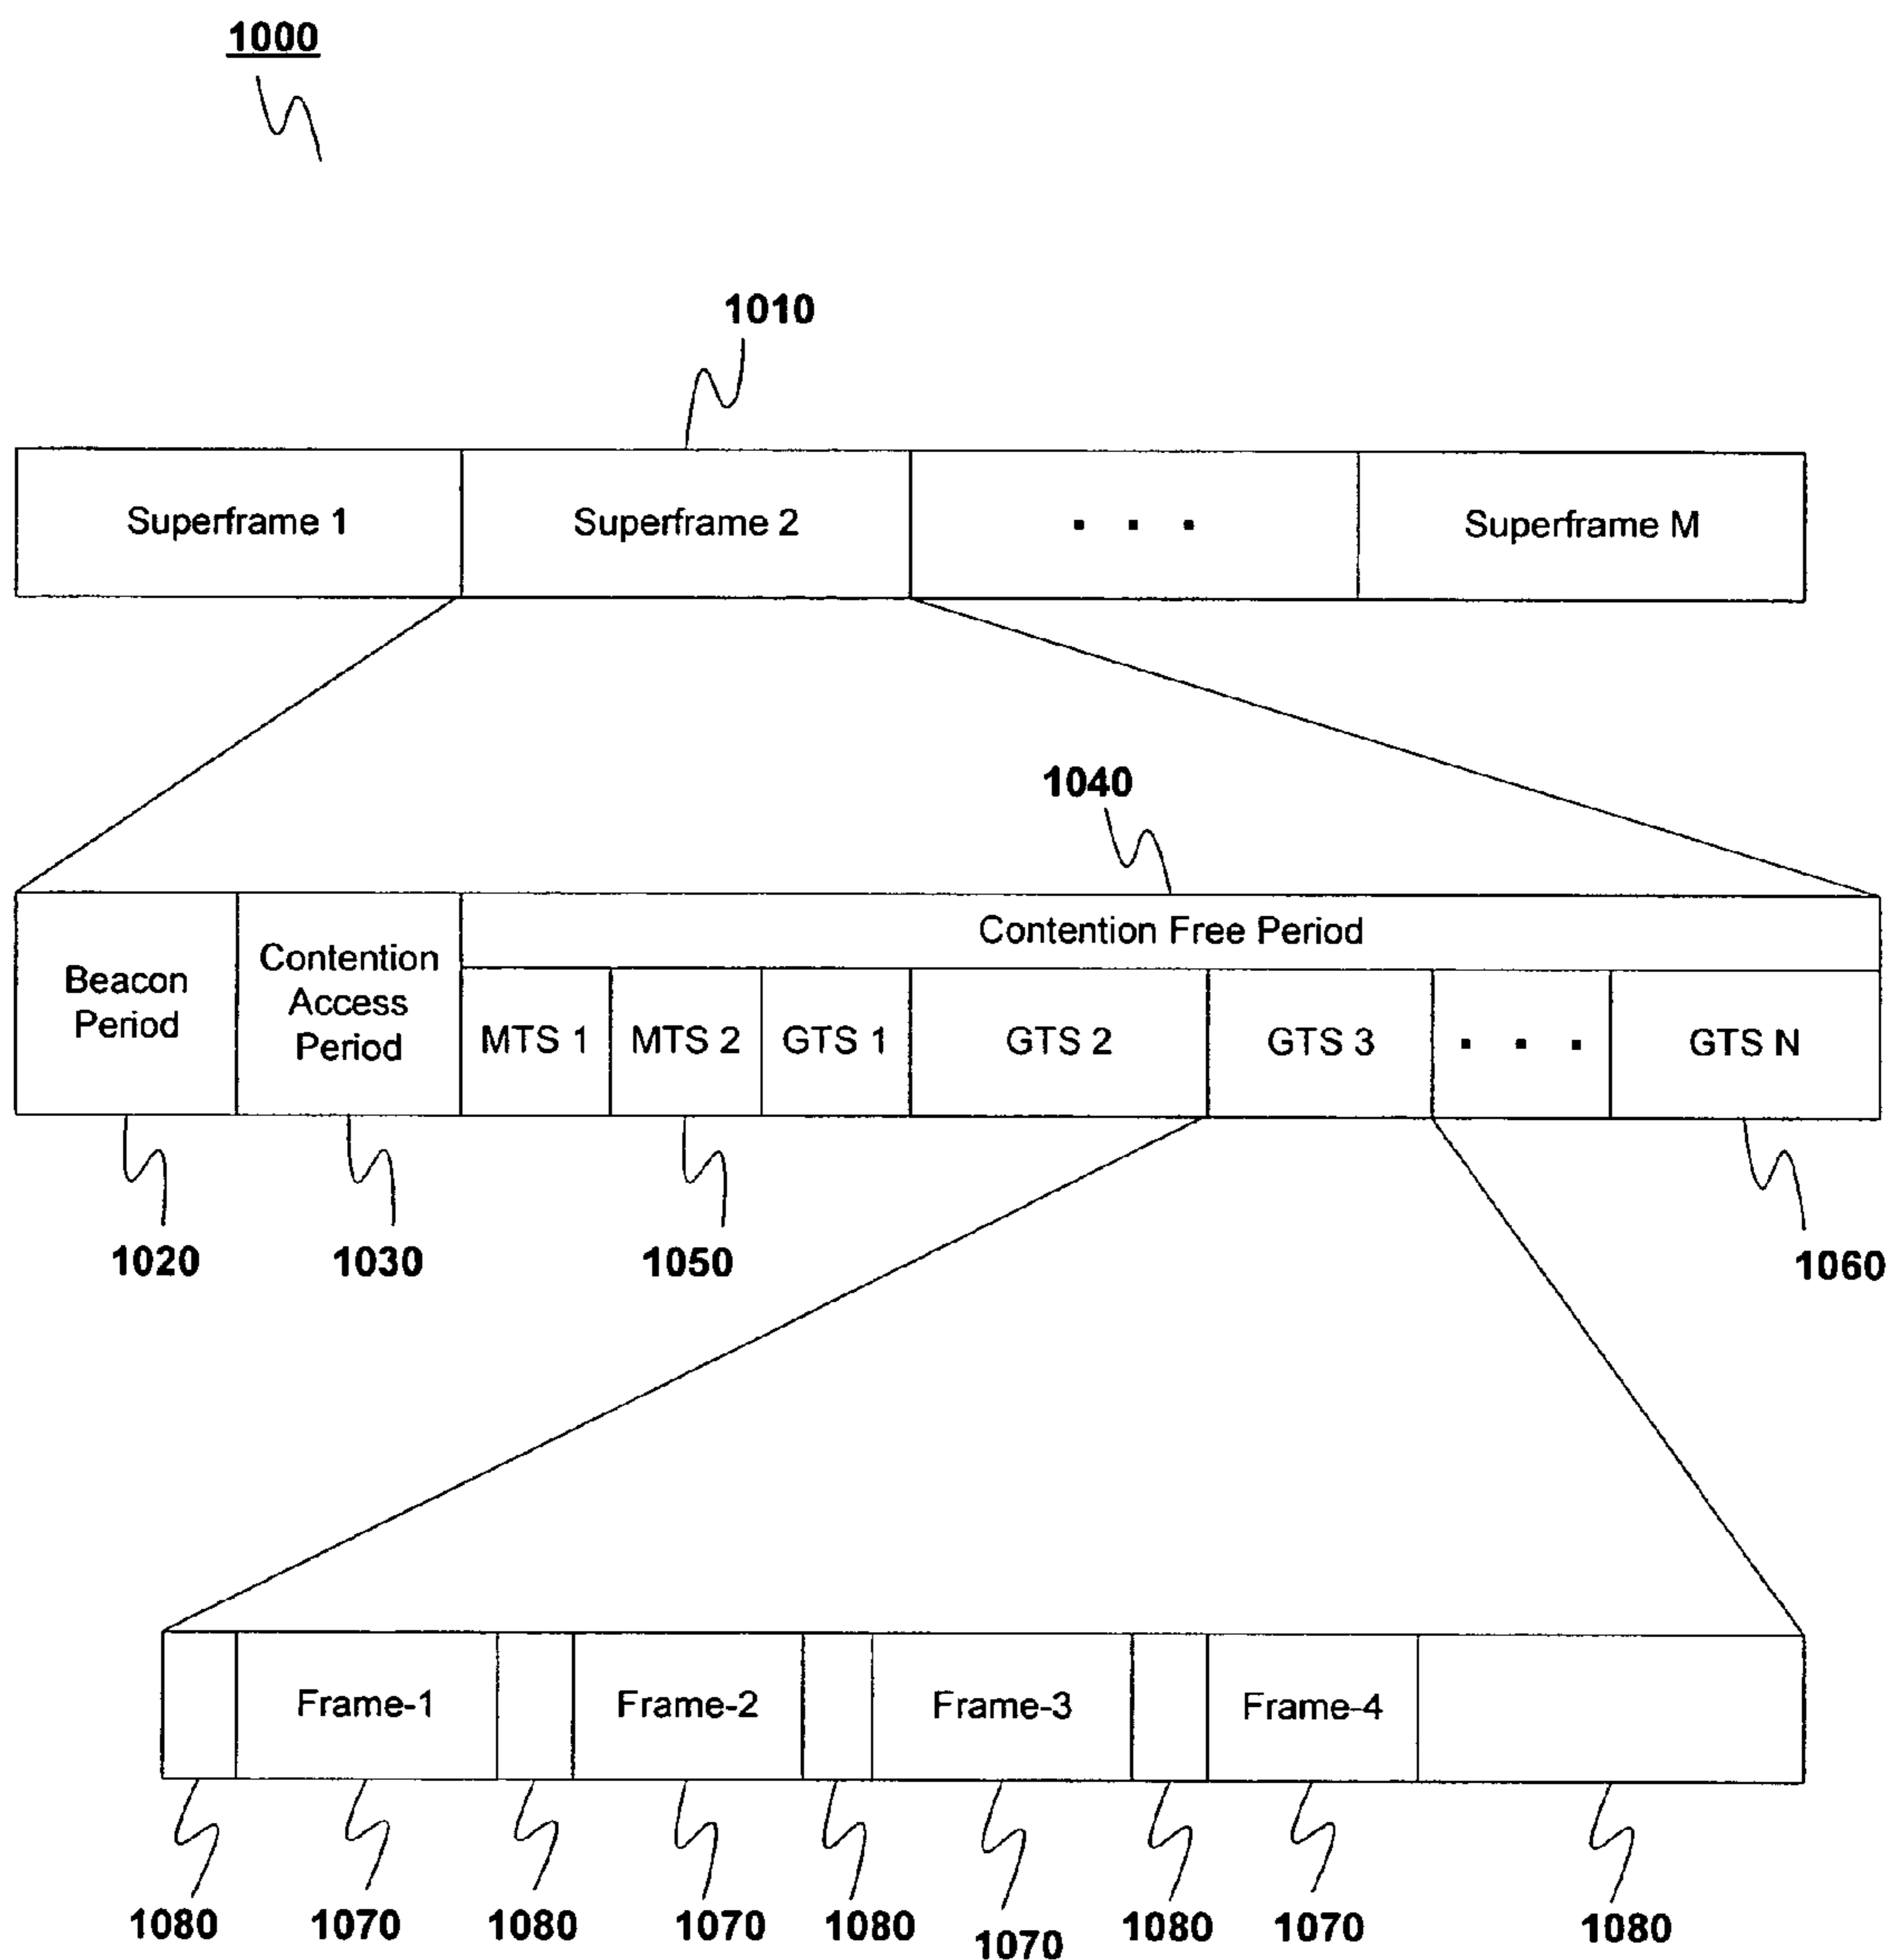 1000
1010
Superframe 1
Superframe 2
. . .
Superframe M
1040
Contention Free Period
Beacon
Period
Contention
Access
Period
MTS 1
MTS 2
GTS 1
GTS 2
GTS 3
. . .
GTS N
1020
1030
1050
1060
Frame-1
Frame-2
Frame-3
Frame-4
1080
1070
1080
1070
1080
1070
1080
1070
1080